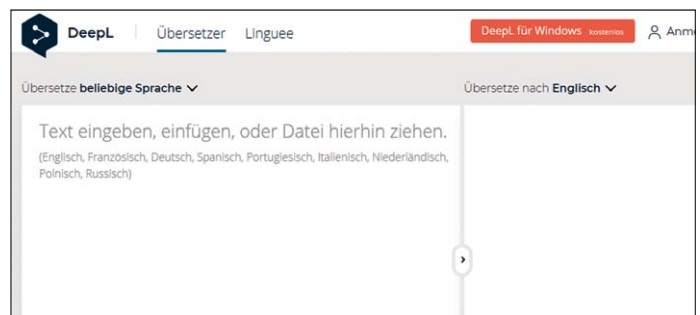 DeepL Übersetzer Linguee DeepL für Windows kostenlos Anme
Übersetze beliebige Sprache Übersetze nach Englisch
Text eingeben, einfügen, oder Datei hierhin ziehen.
(Englisch, Französisch, Deutsch, Spanisch, Portugiesisch, Italienisch, Niederländisch,
Polnisch, Russisch)